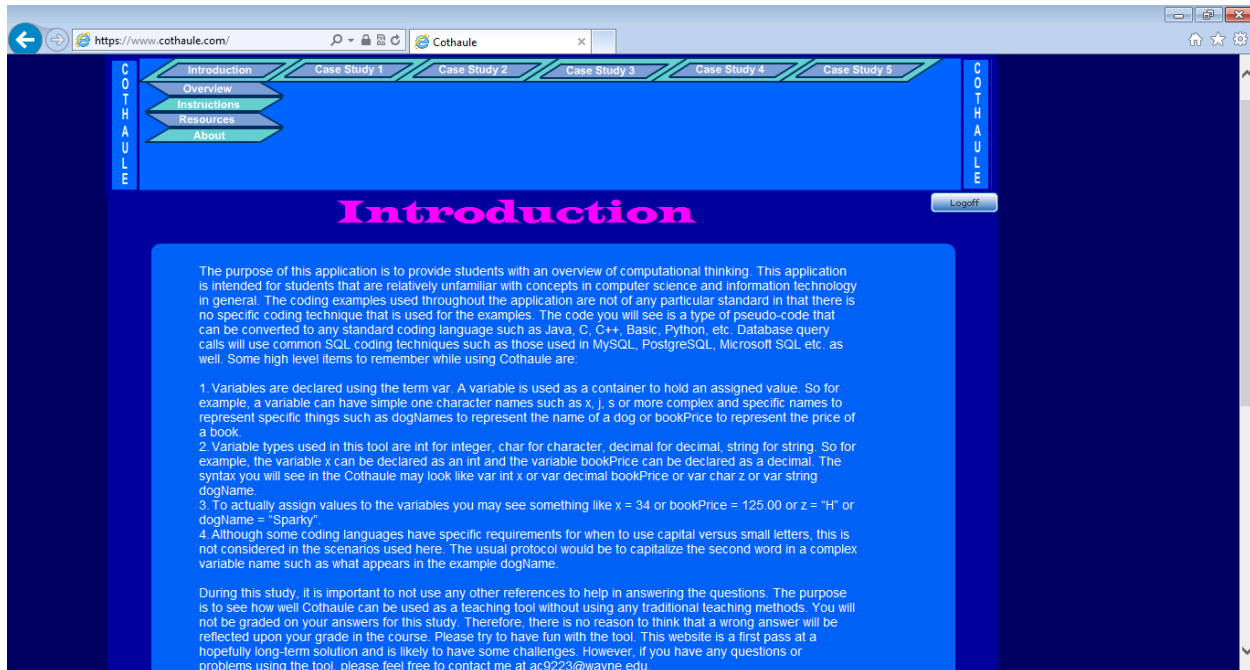 https://www.cothaule.com/
Cothaule
COTHAULE
Introduction
Case Study 1
Case Study 2
Case Study 3
Case Study 4
Case Study 5
COTHAULE
Overview
Instructions
Resources
About
Logoff
Introduction
The purpose of this application is to provide students with an overview of computational thinking. This application
is intended for students that are relatively unfamiliar with concepts in computer science and information technology
in general. The coding examples used throughout the application are not of any particular standard in that there is
no specific coding technique that is used for the examples. The code you will see is a type of pseudo-code that
can be converted to any standard coding language such as Java, C, C++, Basic, Python, etc. Database query
calls will use common SQL coding techniques such as those used in MySQL, PostgreSQL, Microsoft SQL etc. as
well. Some high level items to remember while using Cothaule are:
1. Variables are declared using the term var. A variable is used as a container to hold an assigned value. So for
example, a variable can have simple one character names such as x, j, s or more complex and specific names to
represent specific things such as dogNames to represent the name of a dog or bookPrice to represent the price of
a book.
2. Variable types used in this tool are int for integer, char for character, decimal for decimal, string for string. So for
example, the variable x can be declared as an int and the variable bookPrice can be declared as a decimal. The
syntax you will see in the Cothaule may look like var int x or var decimal bookPrice or var char z or var string
dogName.
3. To actually assign values to the variables you may see something like x = 34 or bookPrice = 125.00 or z = “H” or
dogName = “Sparky”.
4. Although some coding languages have specific requirements for when to use capital versus small letters, this is
not considered in the scenarios used here. The usual protocol would be to capitalize the second word in a complex
variable name such as what appears in the example dogName.
During this study, it is important to not use any other references to help in answering the questions. The purpose
is to see how well Cothaule can be used as a teaching tool without using any traditional teaching methods. You will
not be graded on your answers for this study. Therefore, there is no reason to think that a wrong answer will be
reflected upon your grade in the course. Please try to have fun with the tool. This website is a first pass at a
hopefully long-term solution and is likely to have some challenges. However, if you have any questions or
problems using the tool, please feel free to contact me at ac9223@wayne.edu.